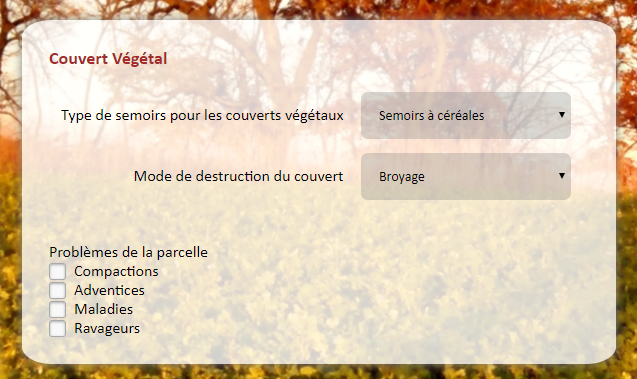 Couvert Végétal
Type de semoirs pour les couverts végétaux Semoirs à céréales
Mode de destruction du couvert Broyage
Problèmes de la parcelle
Compactions
Adventices
Maladies
Ravageurs